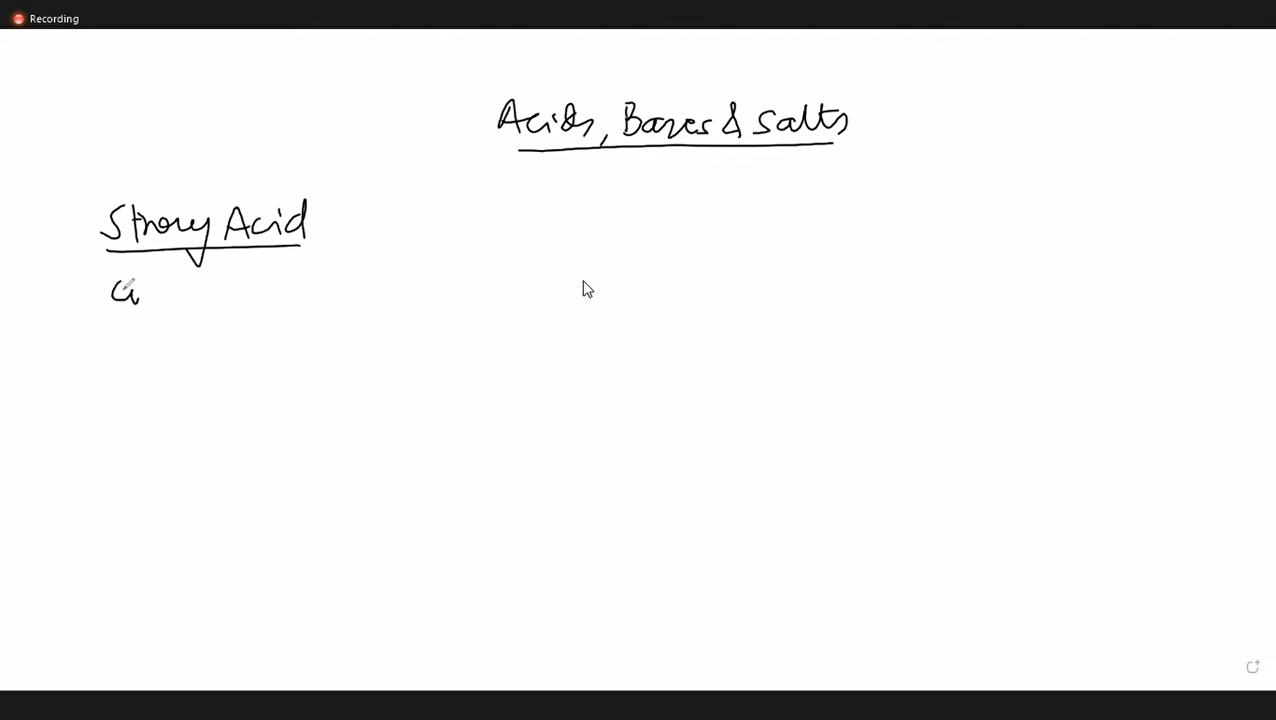 Recording
Acids, Bases & Salts
Strong Acid